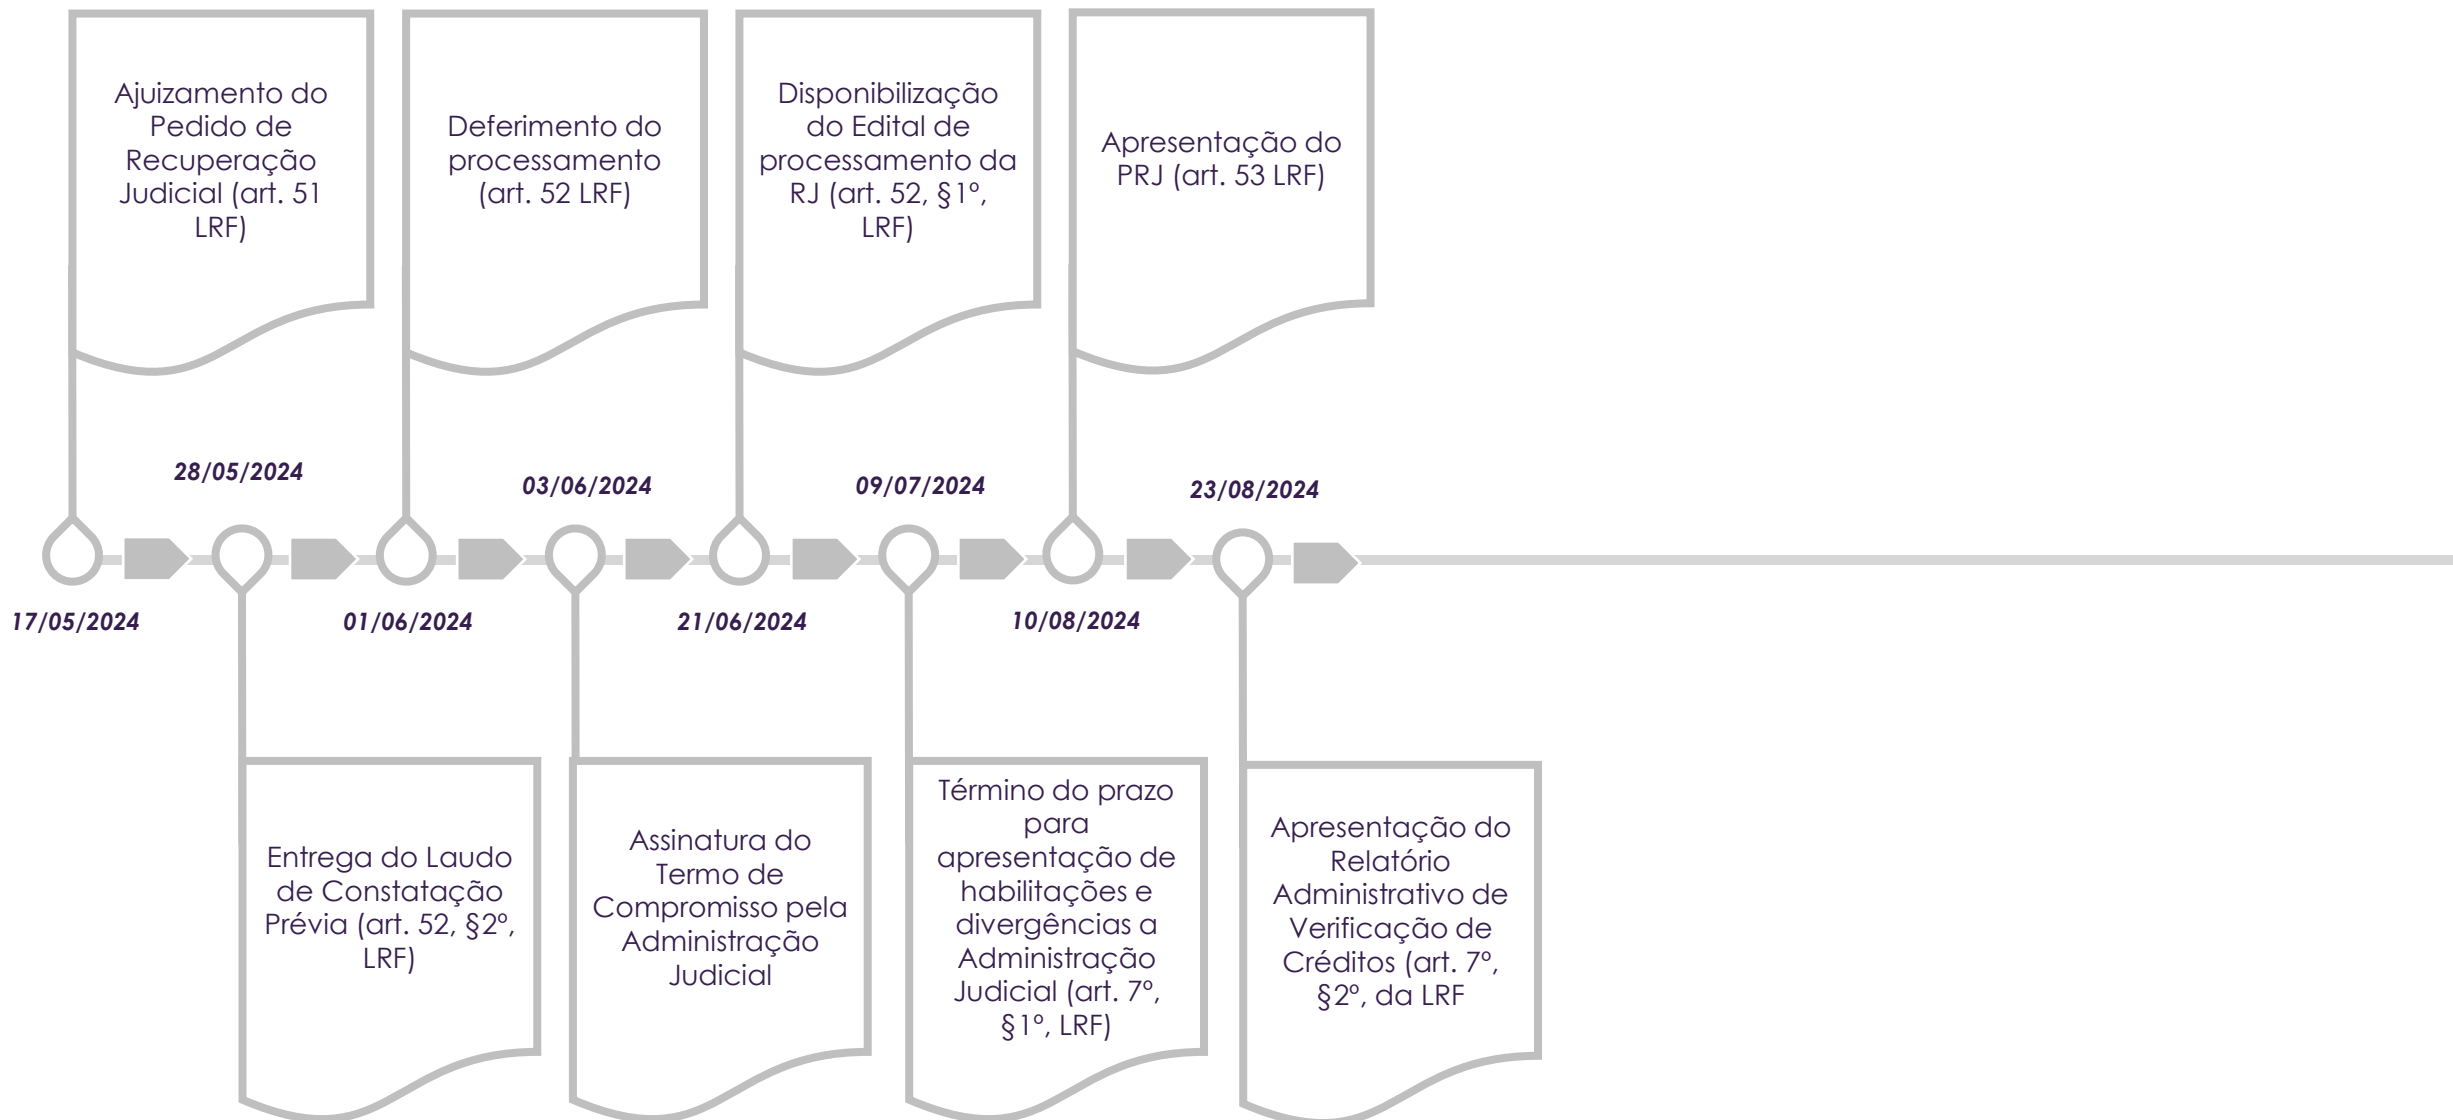 Ajuizamento do
Pedido de
Recuperação
Judicial (art. 51
LRF)
Deferimento do
processamento
(art. 52 LRF)
Disponibilização
do Edital de
processamento da
RJ (art. 52, §1º,
LRF)
Apresentação do
PRJ (art. 53 LRF)
28/05/2024
03/06/2024
09/07/2024
23/08/2024
17/05/2024
01/06/2024
21/06/2024
10/08/2024
Entrega do Laudo
de Constatação
Prévia (art. 52, §2º,
LRF)
Assinatura do
Termo de
Compromisso pela
Administração
Judicial
Término do prazo
para
apresentação de
habilitações e
divergências a
Administração
Judicial (art. 7º,
§1º, LRF)
Apresentação do
Relatório
Administrativo de
Verificação de
Créditos (art. 7º,
§2º, da LRF